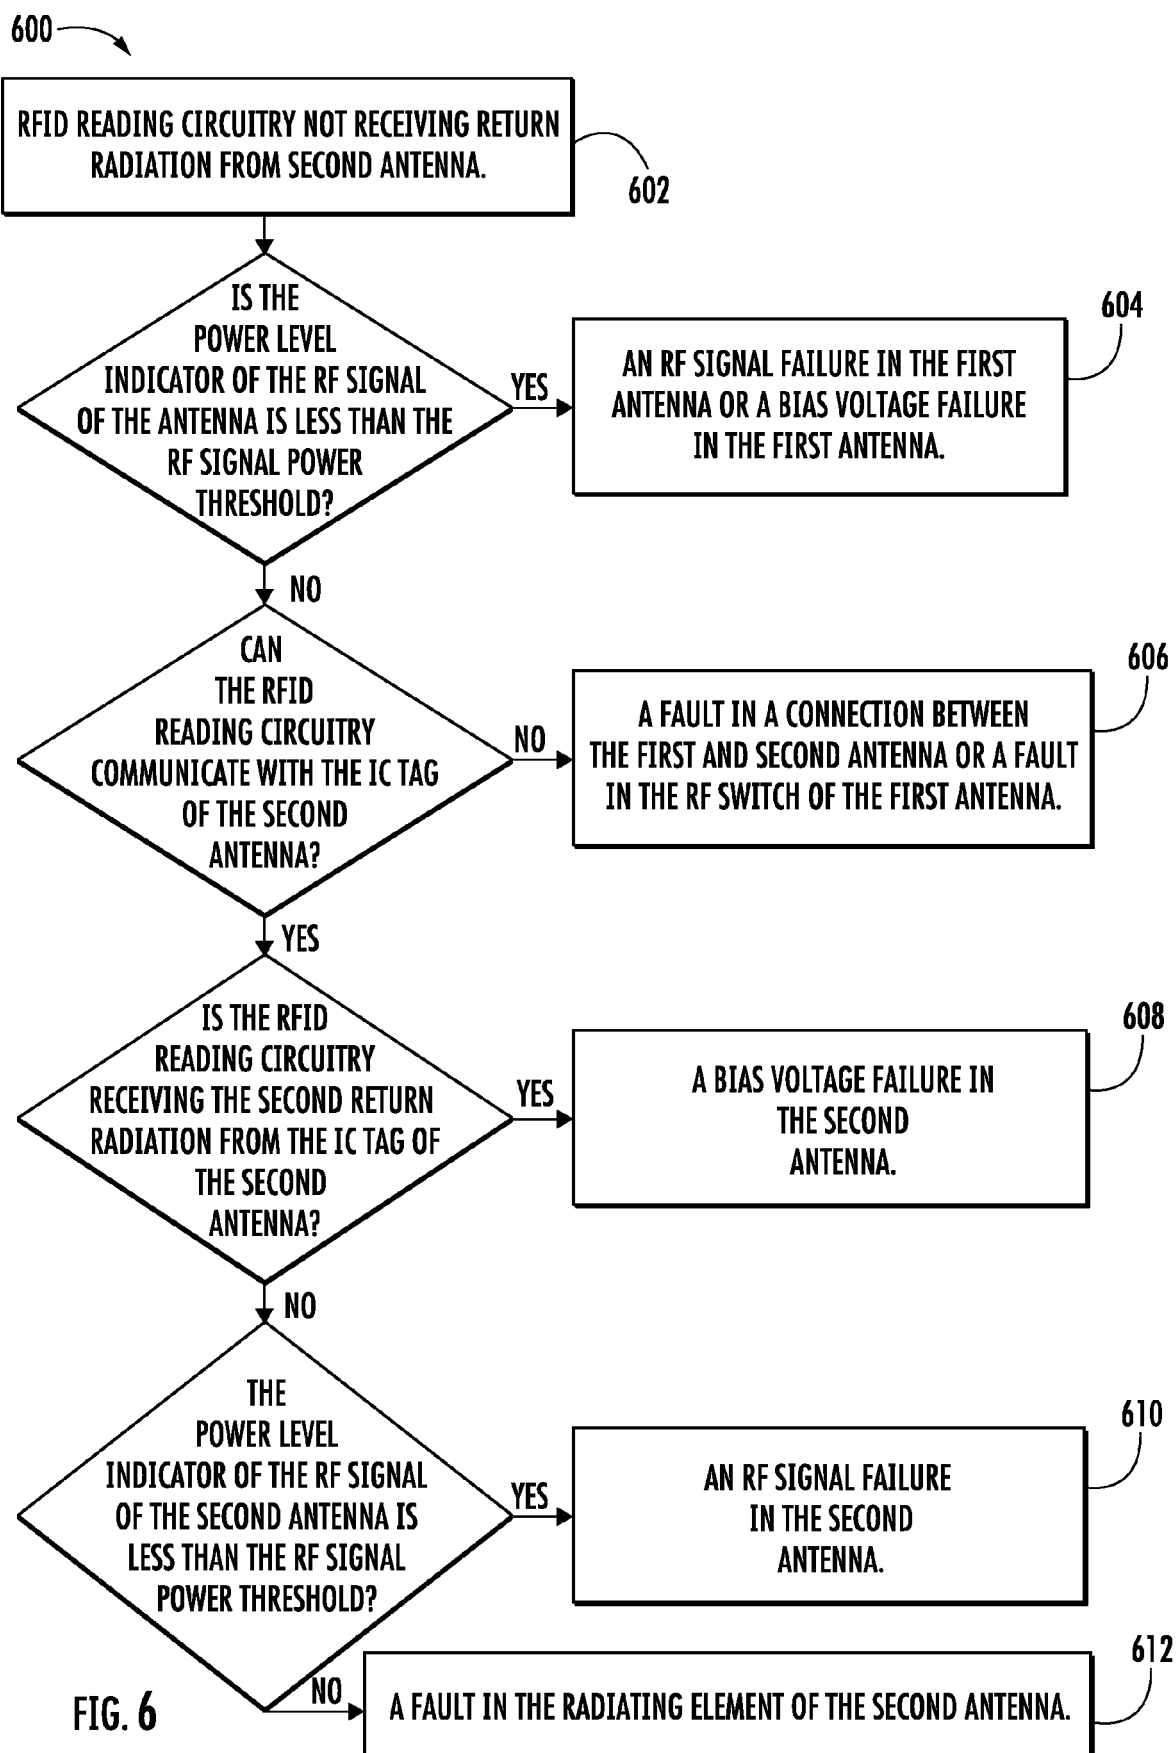 600
RFID READING CIRCUITRY NOT RECEIVING RETURN
RADIATION FROM SECOND ANTENNA.
602
IS THE
POWER LEVEL
INDICATOR OF THE RF SIGNAL
OF THE ANTENNA IS LESS THAN THE
RF SIGNAL POWER
THRESHOLD?
YES
AN RF SIGNAL FAILURE IN THE FIRST
ANTENNA OR A BIAS VOLTAGE FAILURE
IN THE FIRST ANTENNA.
604
NO
CAN
THE RFID
READING CIRCUITRY
COMMUNICATE WITH THE IC TAG
OF THE SECOND
ANTENNA?
NO
A FAULT IN A CONNECTION BETWEEN
THE FIRST AND SECOND ANTENNA OR A FAULT
IN THE RF SWITCH OF THE FIRST ANTENNA.
606
YES
IS THE RFID
READING CIRCUITRY
RECEIVING THE SECOND RETURN
RADIATION FROM THE IC TAG OF
THE SECOND
ANTENNA?
YES
A BIAS VOLTAGE FAILURE IN
THE SECOND
ANTENNA.
608
NO
THE
POWER LEVEL
INDICATOR OF THE RF SIGNAL
OF THE SECOND ANTENNA IS
LESS THAN THE RF SIGNAL
POWER THRESHOLD?
YES
AN RF SIGNAL FAILURE
IN THE SECOND
ANTENNA.
610
NO
A FAULT IN THE RADIATING ELEMENT OF THE SECOND ANTENNA.
612
FIG. 6